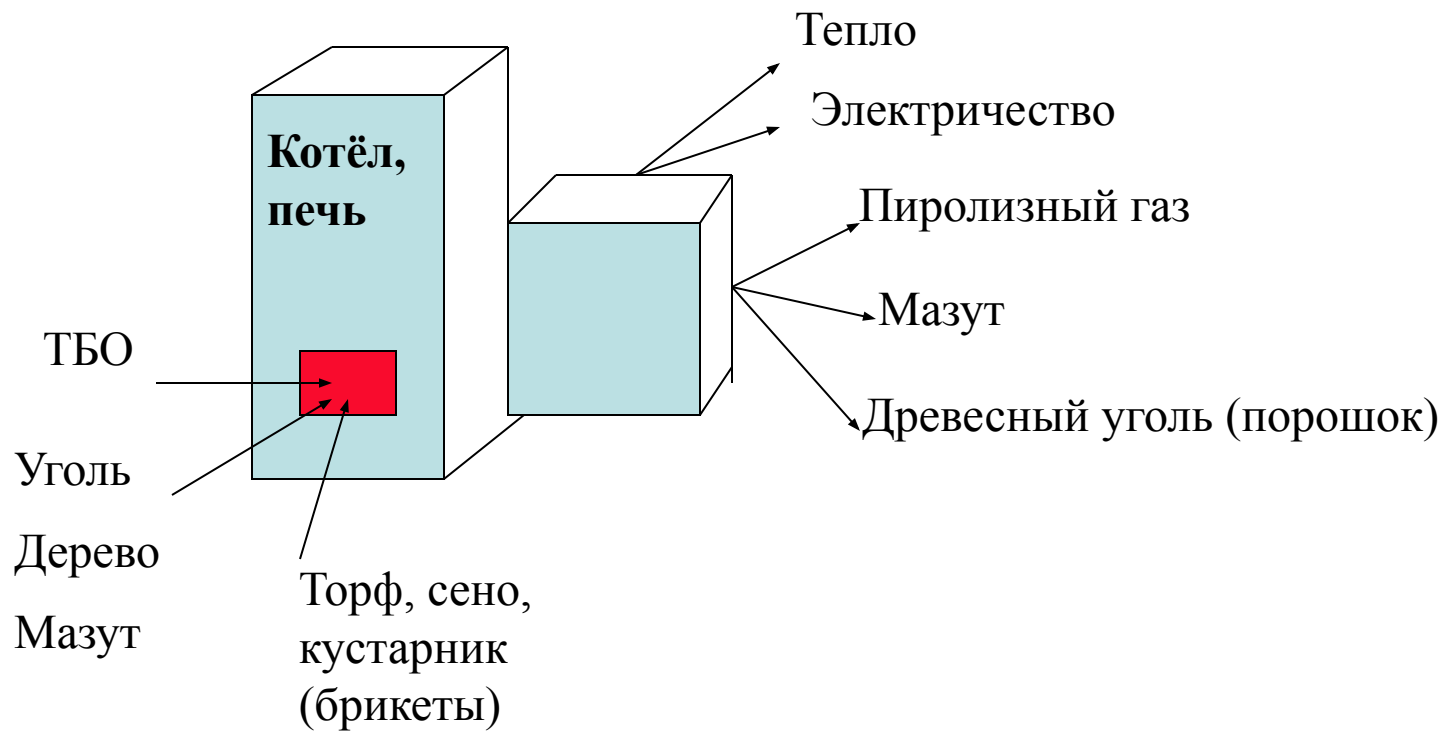 Тепло
Электричество
Котёл,
печь
Пиролизный газ
Мазут
ТБО
Древесный уголь (порошок)
Уголь
Дерево
Мазут
Торф, сено,
кустарник
(брикеты)